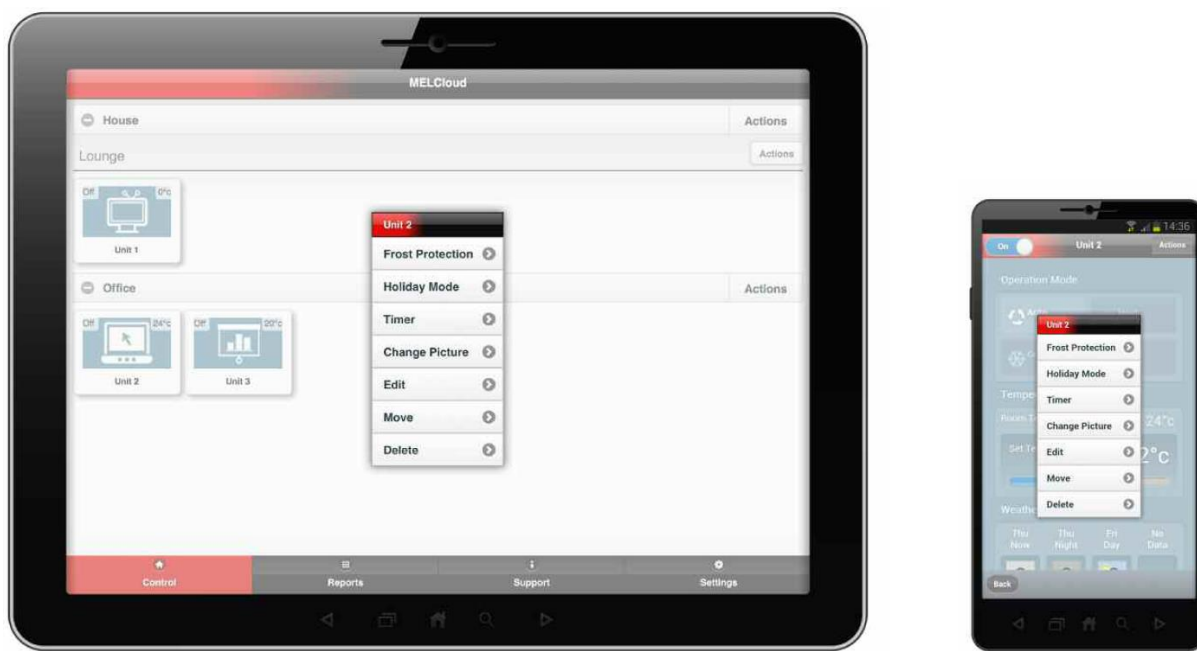 MELCloud
House
Actions
Lounge
Actions
Off 0°c
Unit 1
Office
Actions
Off 24°c
Off 20°c
Unit 2
Unit 3
Unit 2
Frost Protection
Holiday Mode
Timer
Change Picture
Edit
Move
Delete
Control
Reports
Support
Settings
14:36
On
Unit 2
Actions
Operation Mode
Unit 2
Frost Protection
Holiday Mode
Timer
Change Picture
Edit
Move
Delete
24°c
2°c
Thu Now
Thu Night
Fri Day
No Data
Back